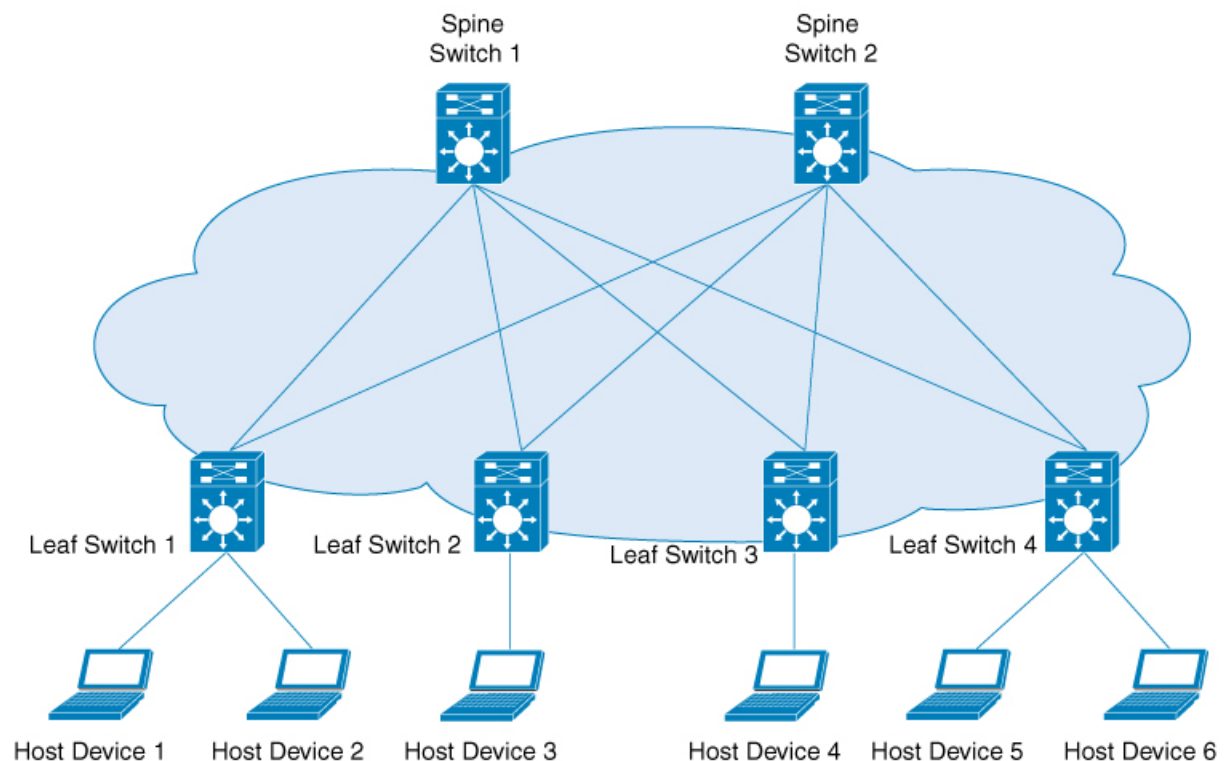 Spine
Switch 1
Spine
Switch 2
Leaf Switch 1
Leaf Switch 2
Leaf Switch 3
Leaf Switch 4
Host Device 1
Host Device 2
Host Device 3
Host Device 4
Host Device 5
Host Device 6